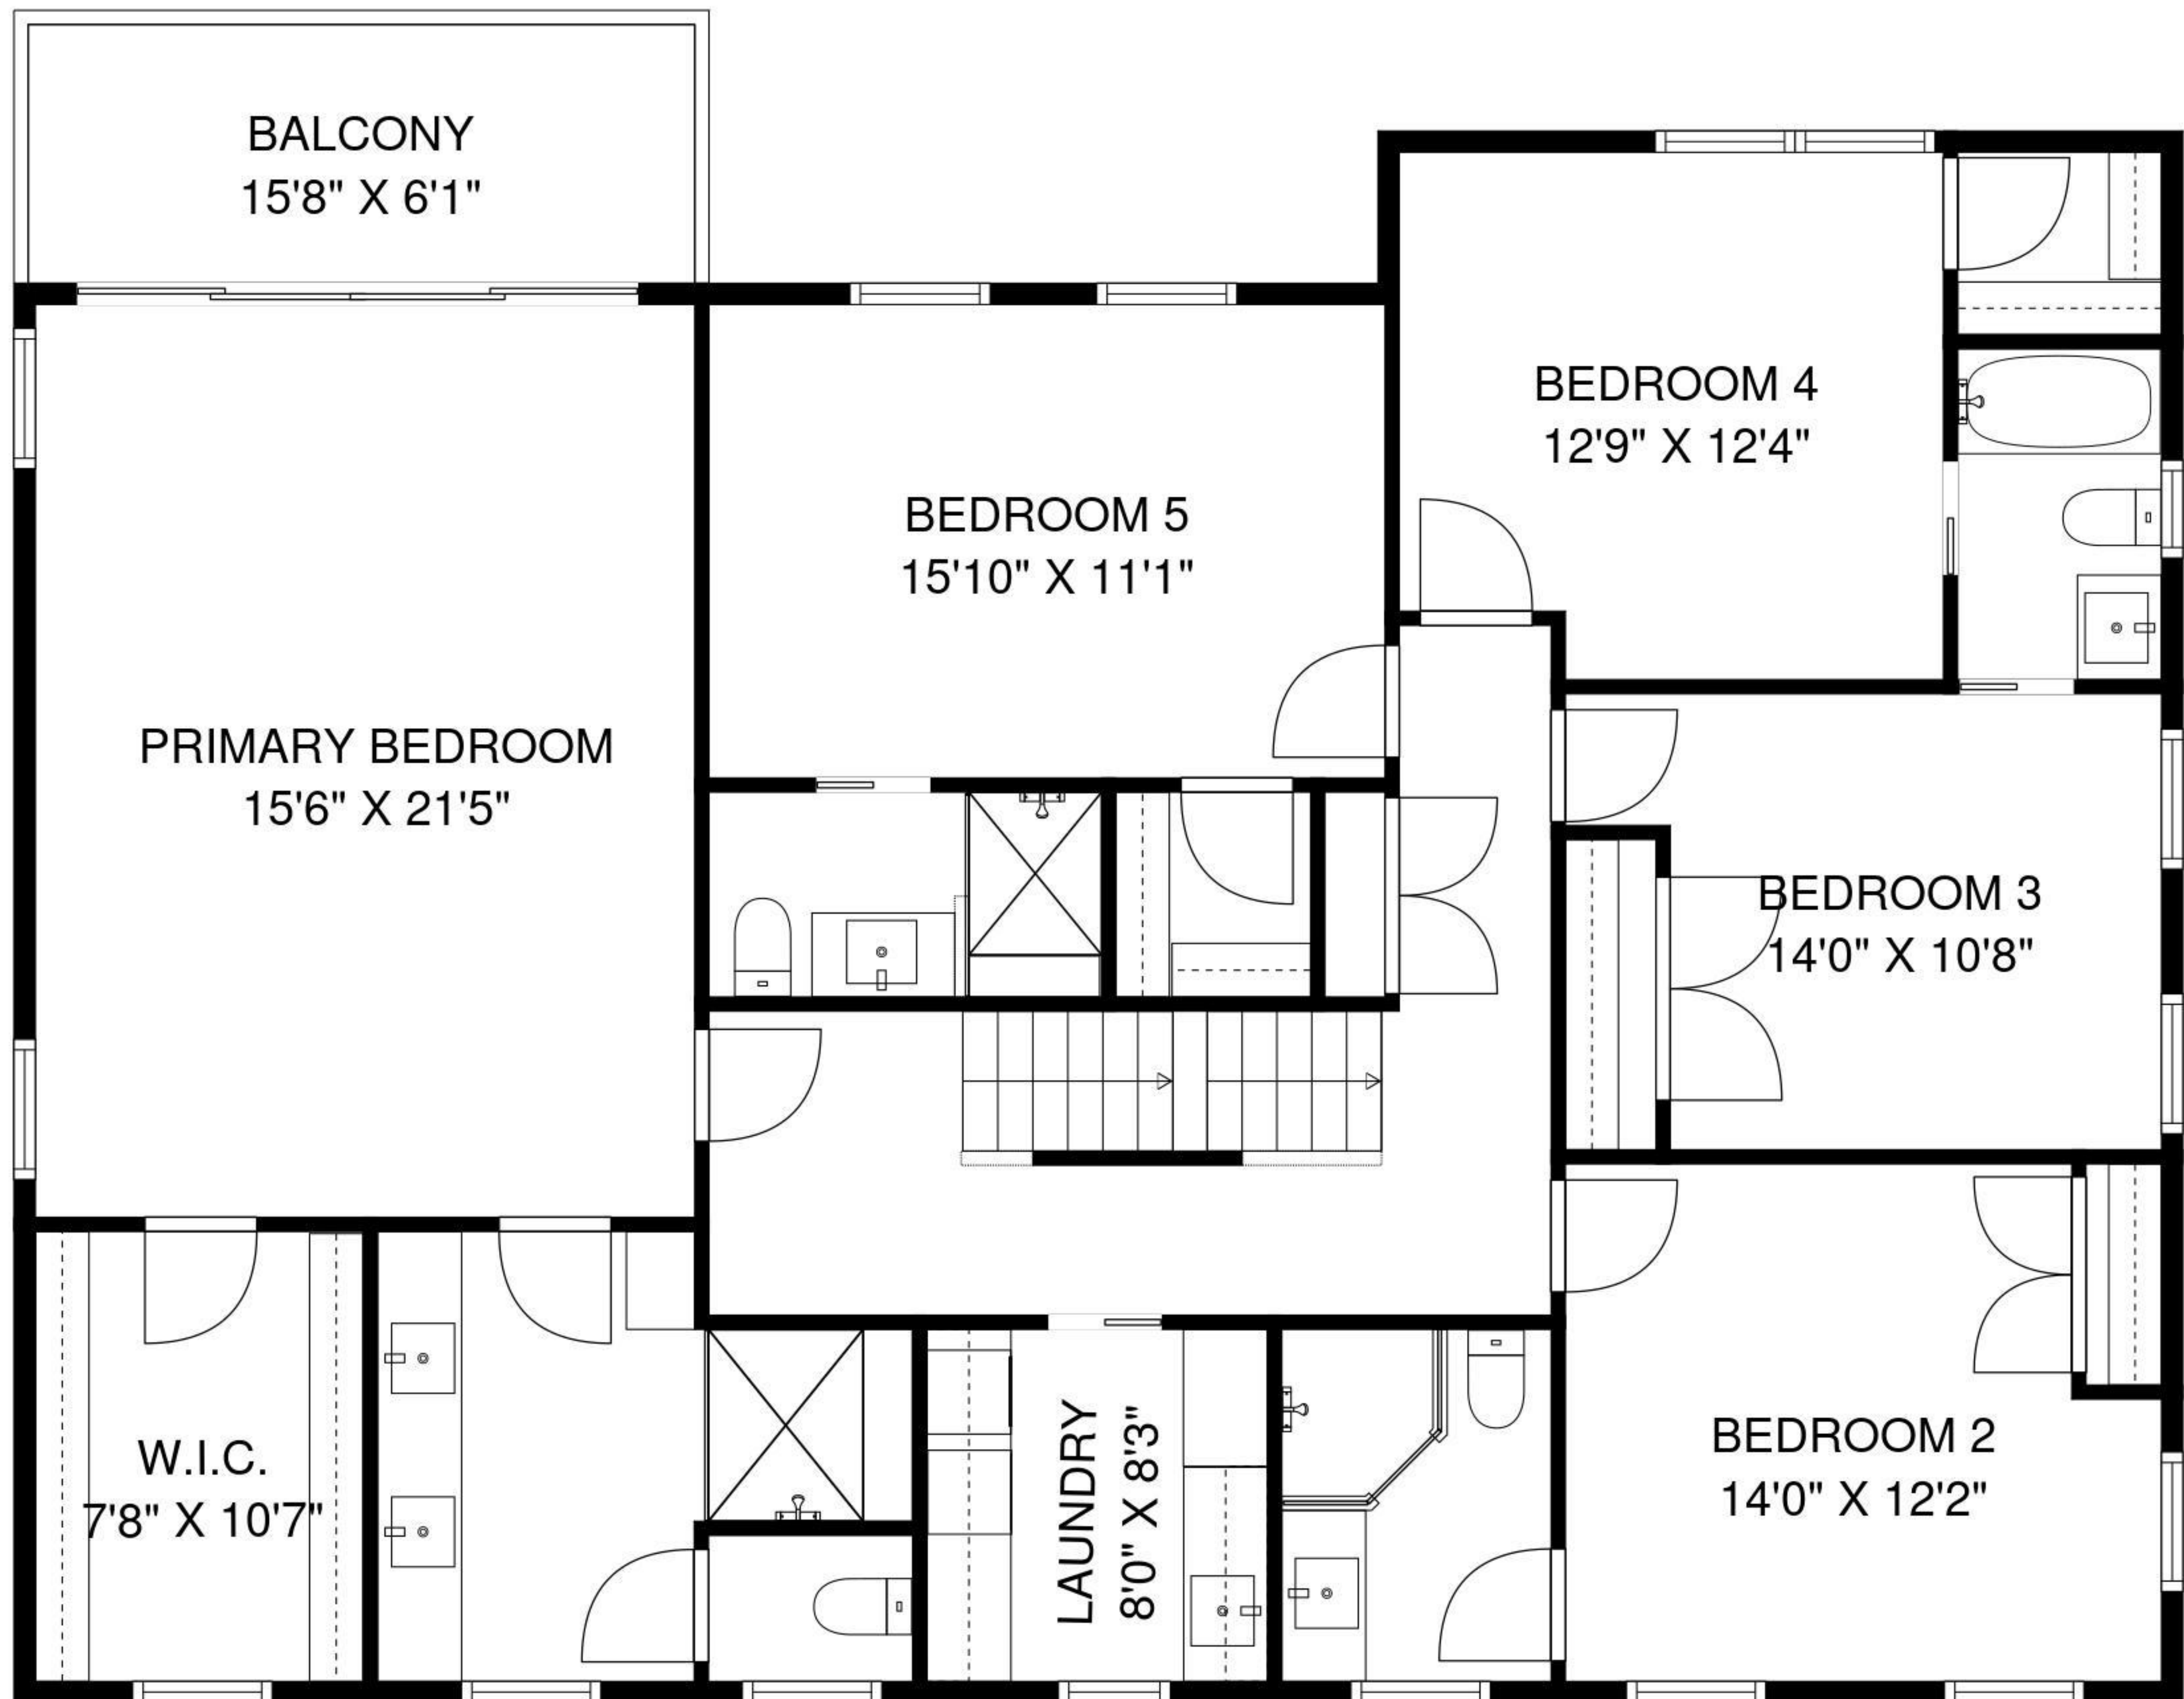 BALCONY
15'8" X 6'1"
BEDROOM 4
12'9" X 12'4"
BEDROOM 5
15'10" X 11'1"
PRIMARY BEDROOM
15'6" X 21'5"
BEDROOM 3
14'0" X 10'8"
W.I.C.
7'8" X 10'7"
LAUNDRY
8'0" X 8'3"
BEDROOM 2
14'0" X 12'2"